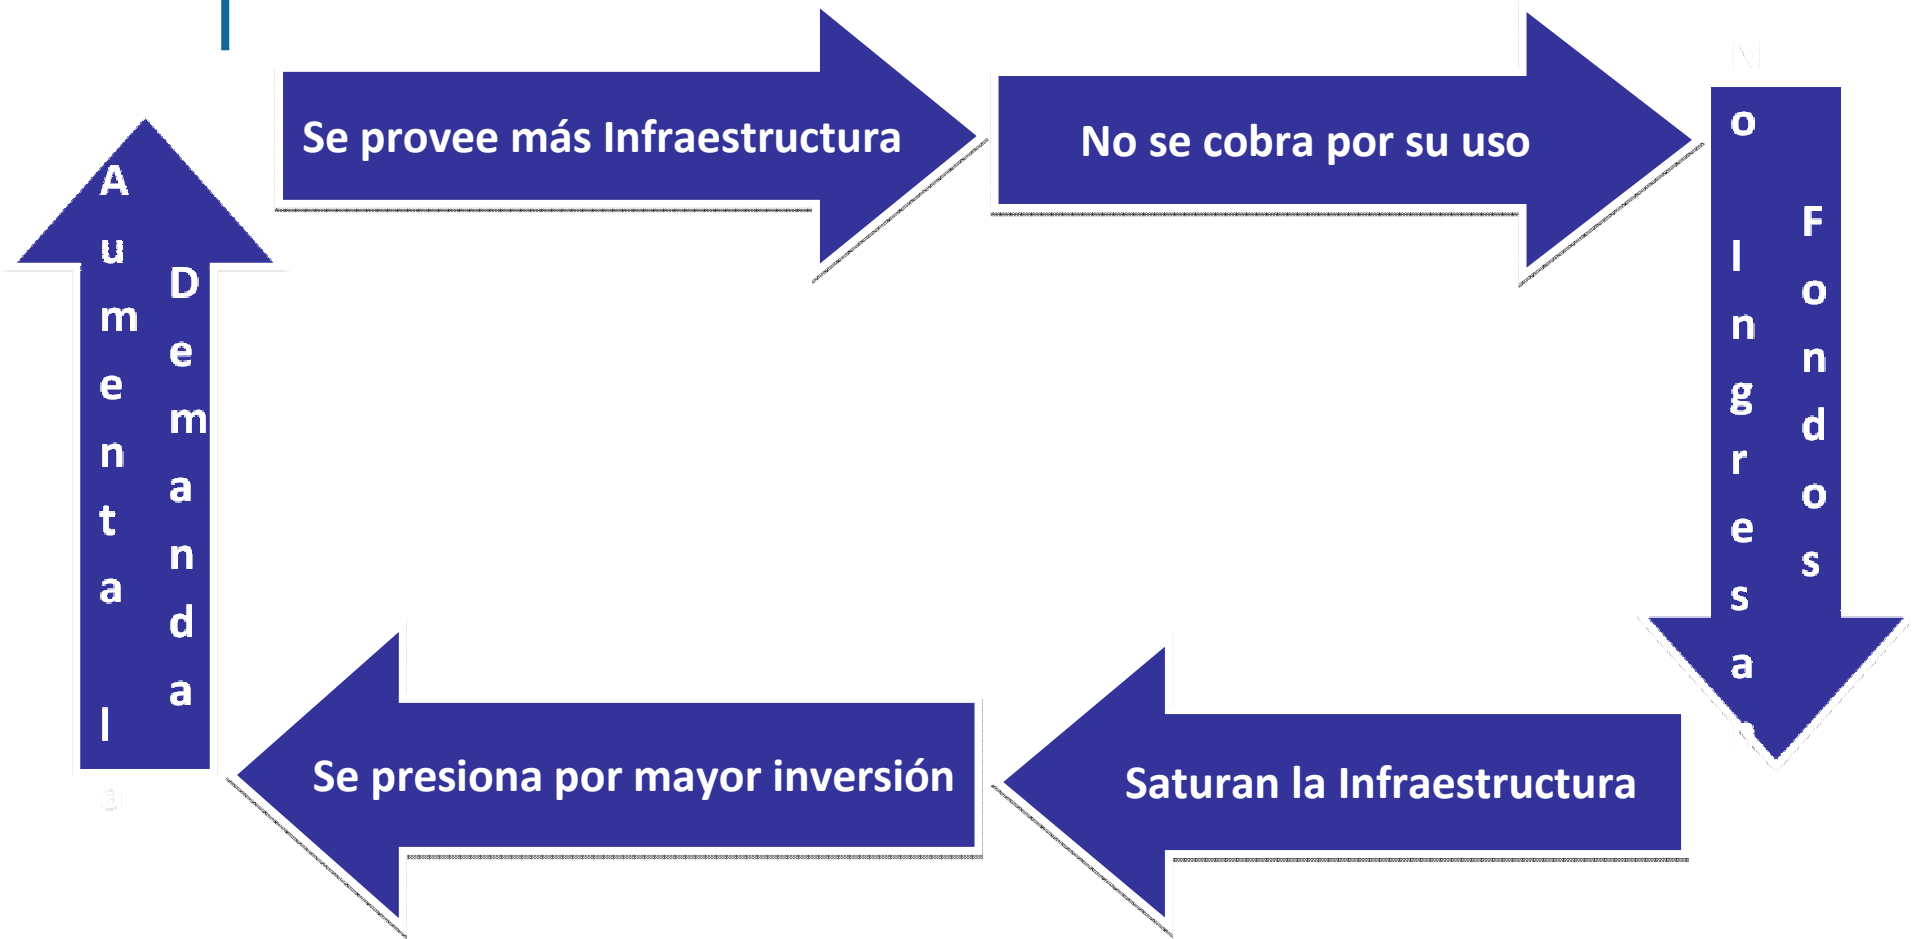 Se provee más Infraestructura
No se cobra por su uso
No Ingresan
Fondos
Saturan la Infraestructura
Se presiona por mayor inversión
Aumenta la
Demanda